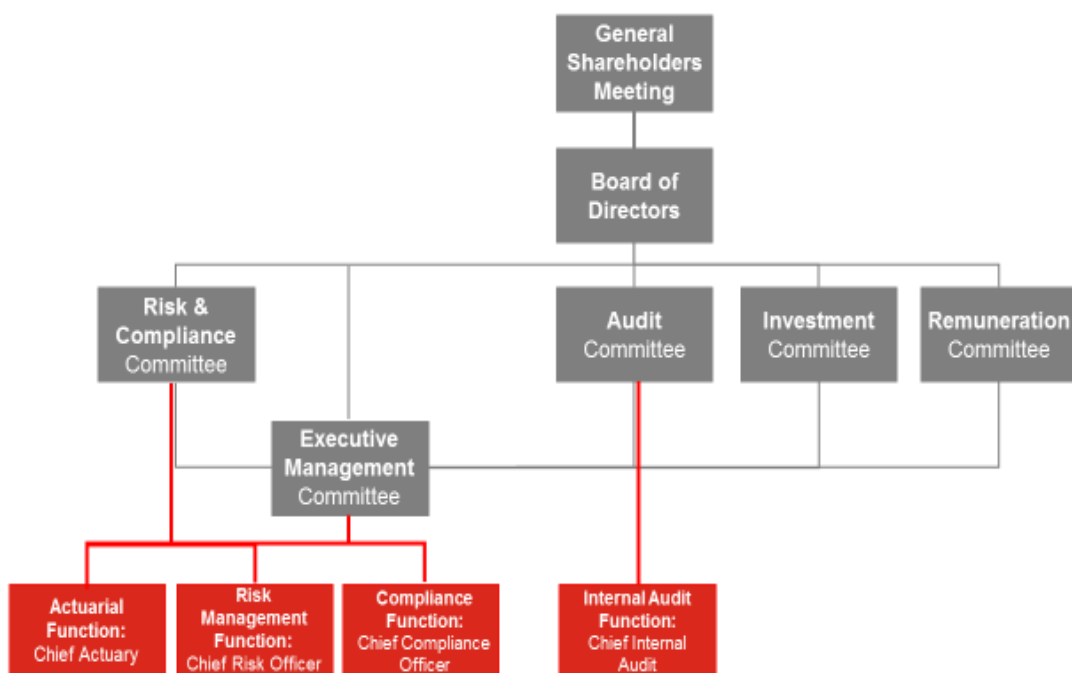 General
Shareholders
Meeting
Board of
Directors
Risk &
Compliance
Committee
Audit
Committee
Investment
Committee
Remuneration
Committee
Executive
Management
Committee
Actuarial
Function:
Chief Actuary
Risk
Management
Function:
Chief Risk Officer
Compliance
Function:
Chief Compliance
Officer
Internal Audit
Function:
Chief Internal
Audit